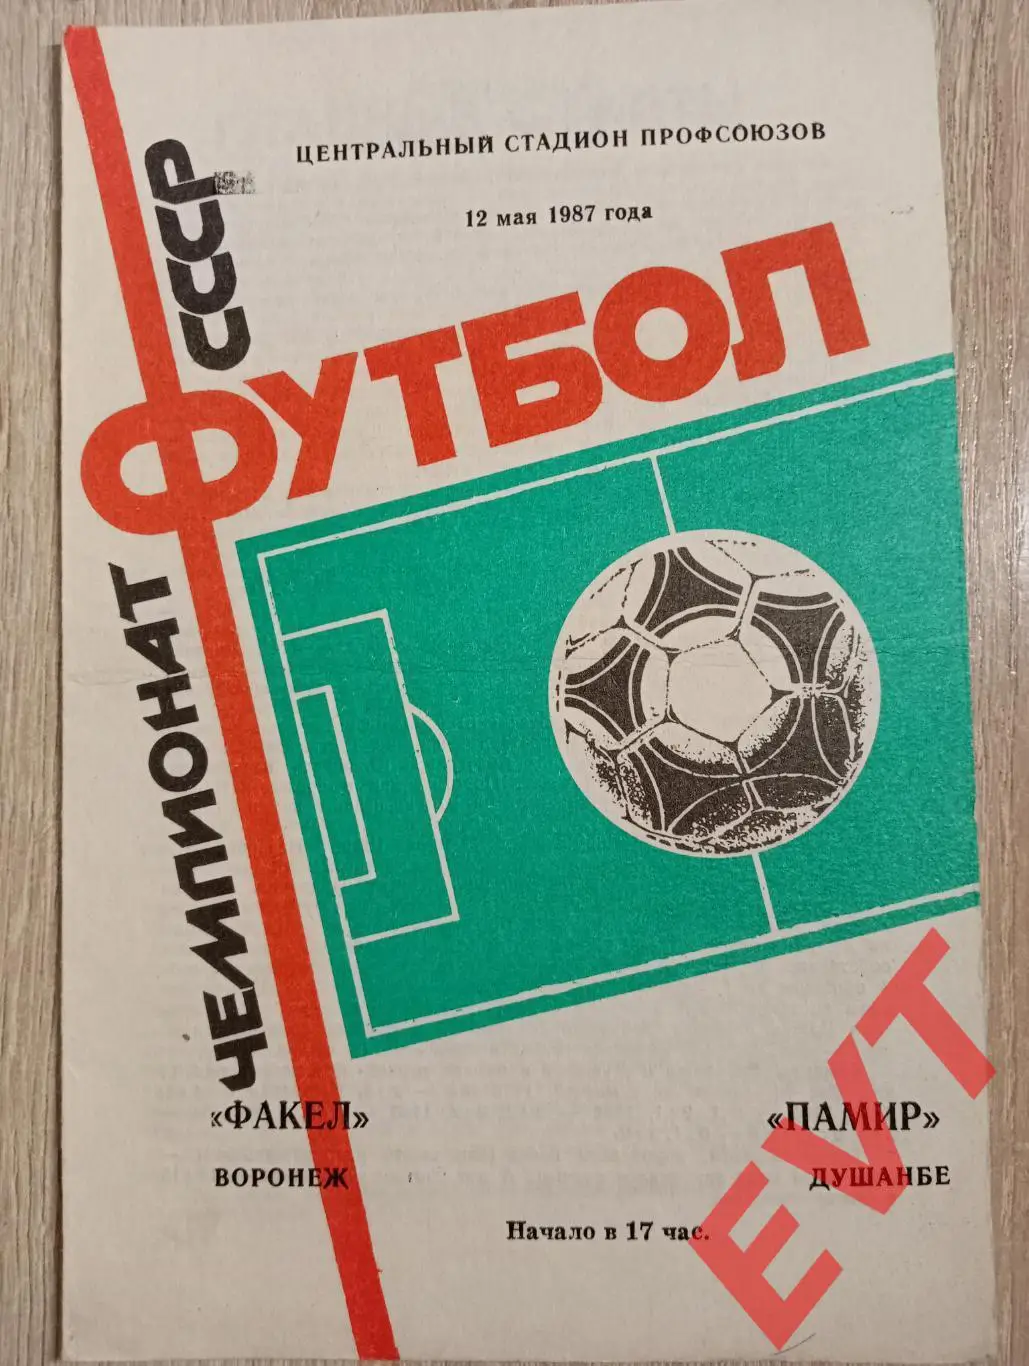 ЦЕНТРАЛЬНЫЙ СТАДИОН ПРОФСОЮЗОВ
12 мая 1987 года
ЧЕМПИОНАТ СССР
ФУТБОЛ
«ФАКЕЛ»
ВОРОНЕЖ
«ПАМИР»
ДУШАНБЕ
Начало в 17 час.
EVT